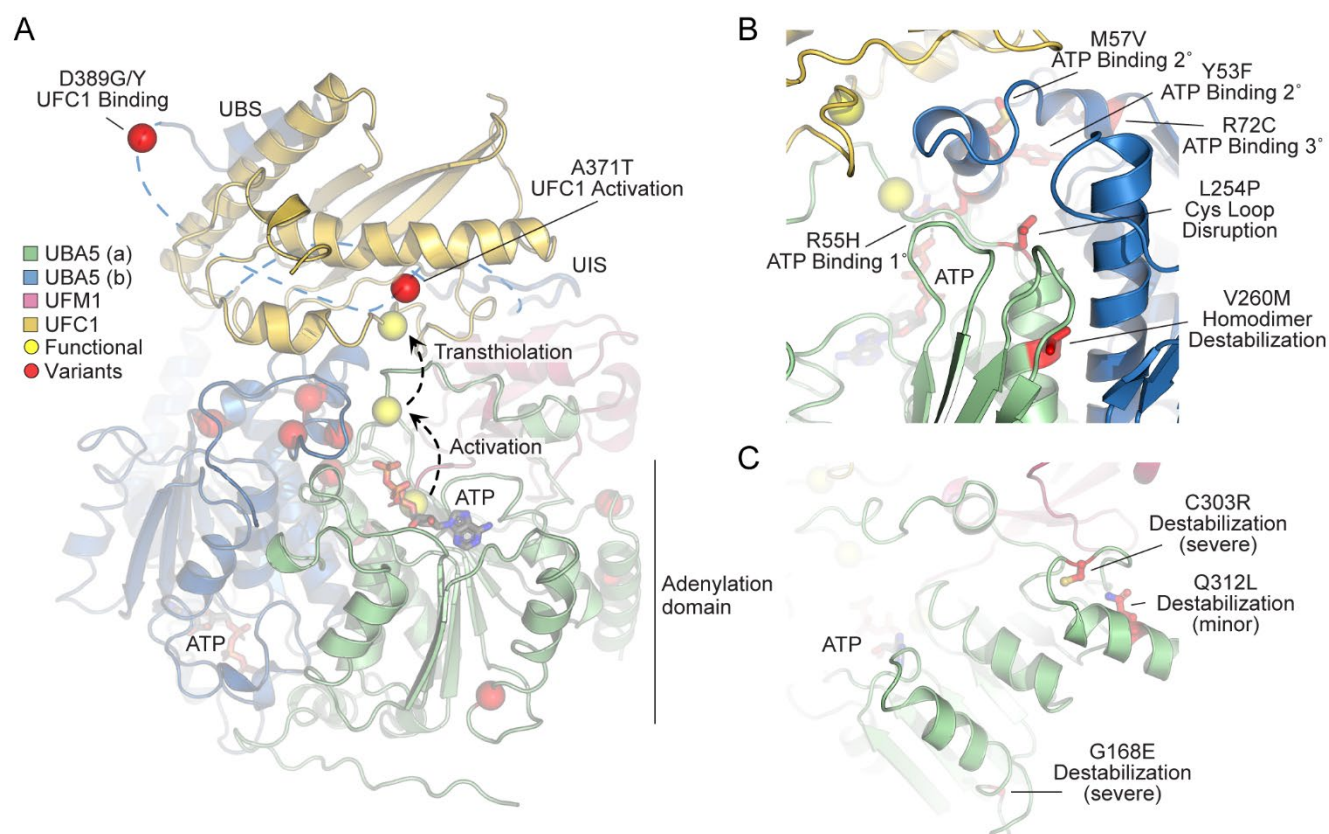 A
D389G/Y
UFC1 Binding
UBS
A371T
UFC1 Activation
UBA5 (a)
UBA5 (b)
UFM1
UFC1
Functional
Variants
UIS
Transthiolation
Activation
ATP
ATP
Adenylation
domain
B
M57V
ATP Binding 2°
Y53F
ATP Binding 2°
R72C
ATP Binding 3°
L254P
Cys Loop
Disruption
R55H
ATP Binding 1°
ATP
V260M
Homodimer
Destabilization
C
C303R
Destabilization
(severe)
Q312L
Destabilization
(minor)
ATP
G168E
Destabilization
(severe)